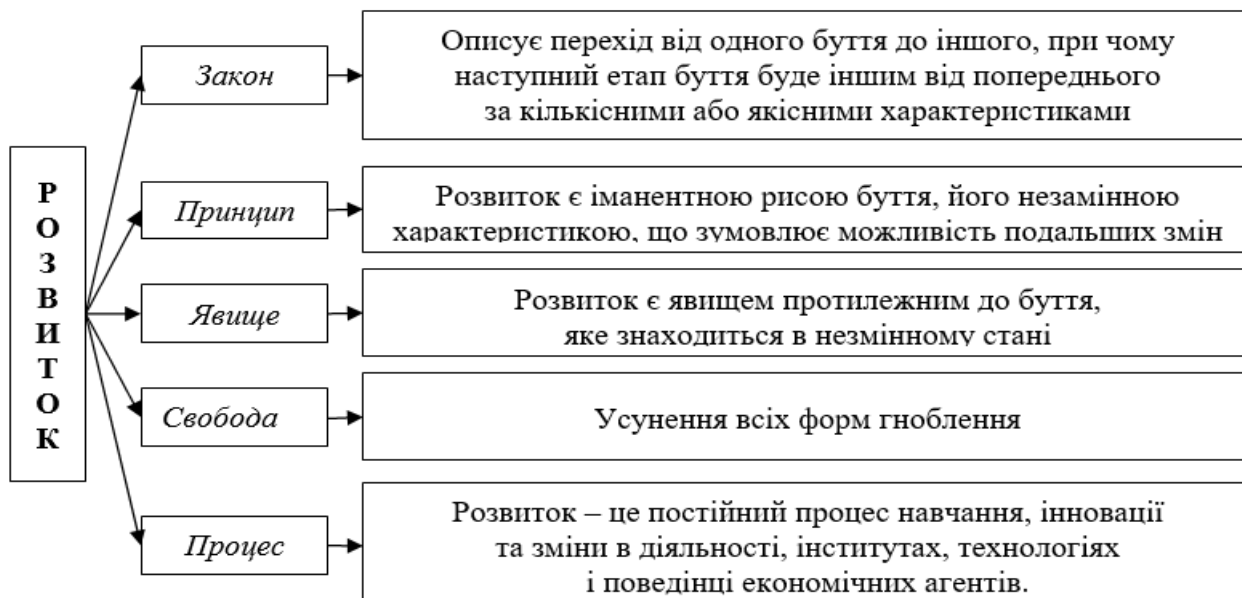 РОЗВИТОК
Закон
Описує перехід від одного буття до іншого, при чому
наступний етап буття буде іншим від попереднього
за кількісними або якісними характеристиками
Принцип
Розвиток є іманентною рисою буття, його незамінною
характеристикою, що зумовлює можливість подальших змін
Явище
Розвиток є явищем протилежним до буття,
яке знаходиться в незмінному стані
Свобода
Усунення всіх форм гноблення
Процес
Розвиток – це постійний процес навчання, інновації
та зміни в діяльності, інститутах, технологіях
і поведінці економічних агентів.